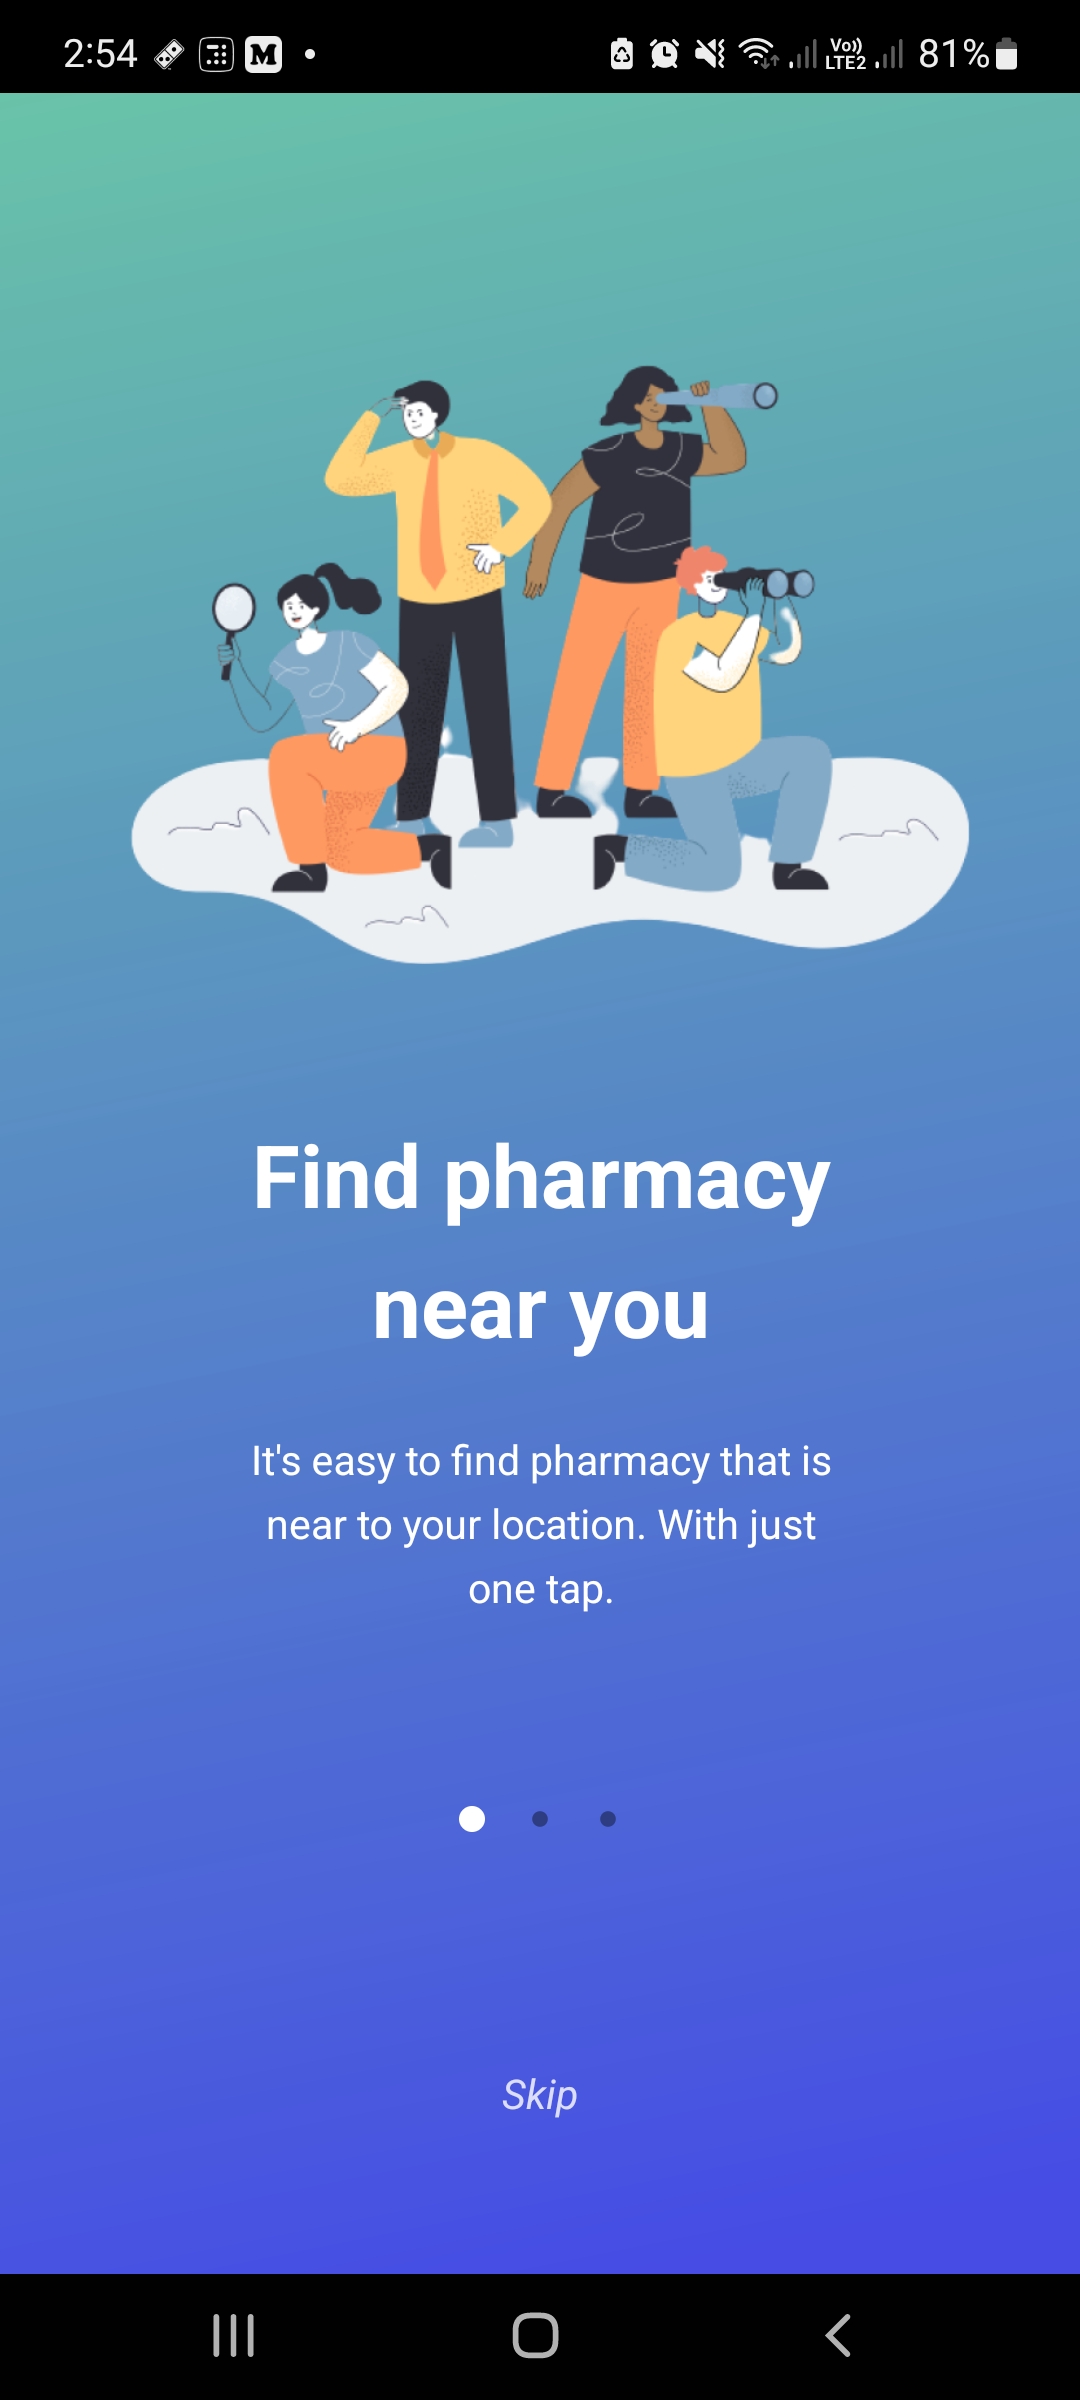 2:54 M Vo)) LTE2 81%
Find pharmacy
near you
It's easy to find pharmacy that is
near to your location. With just
one tap.
Skip